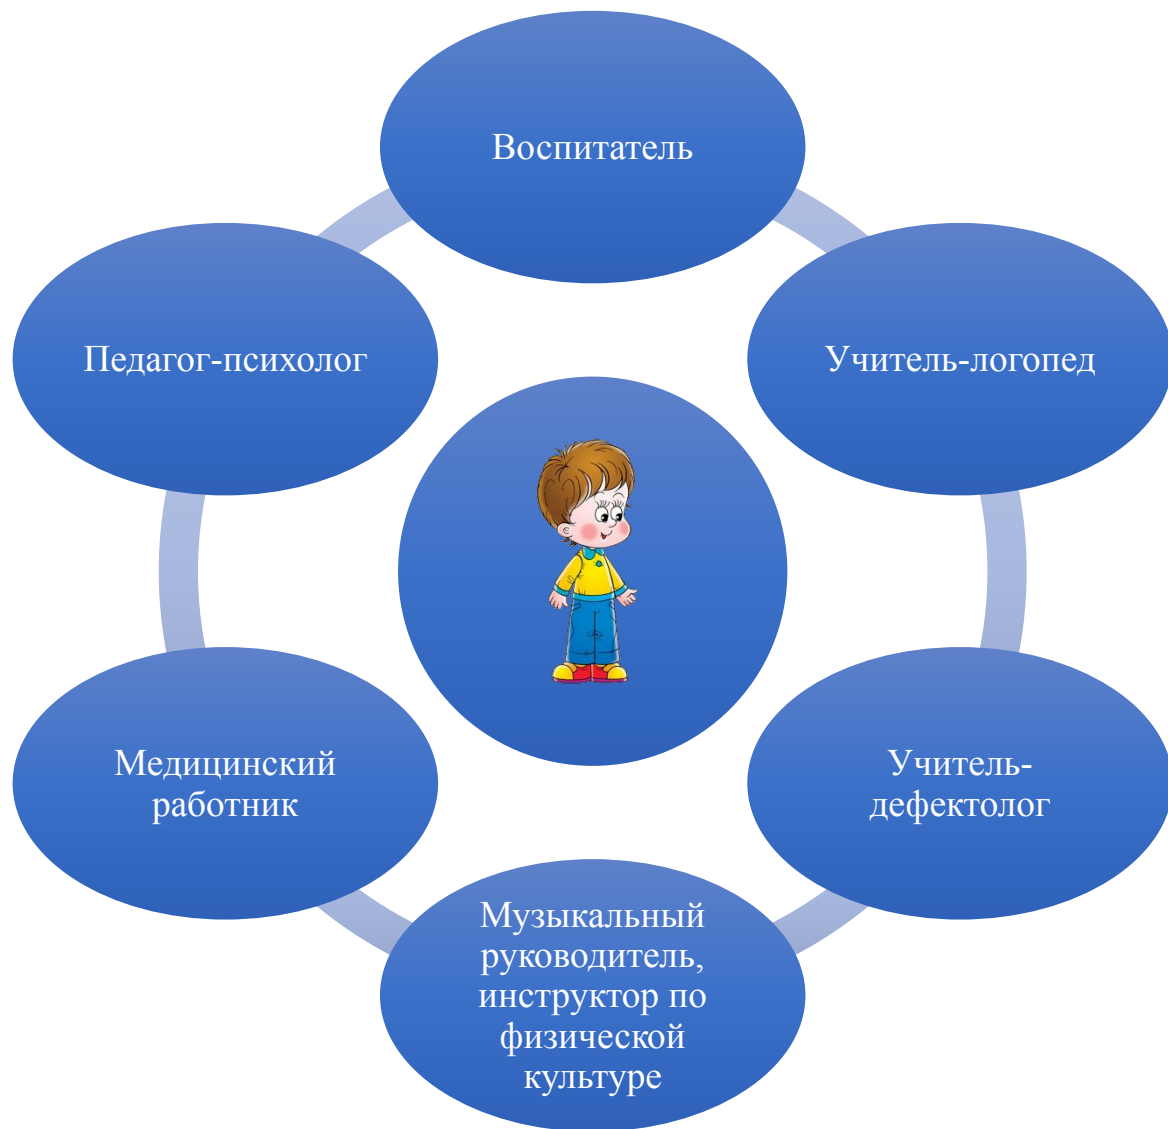 Воспитатель
Педагог-психолог
Учитель-логопед
Медицинский
работник
Учитель-
дефектолог
Музыкальный
руководитель,
инструктор по
физической
культуре